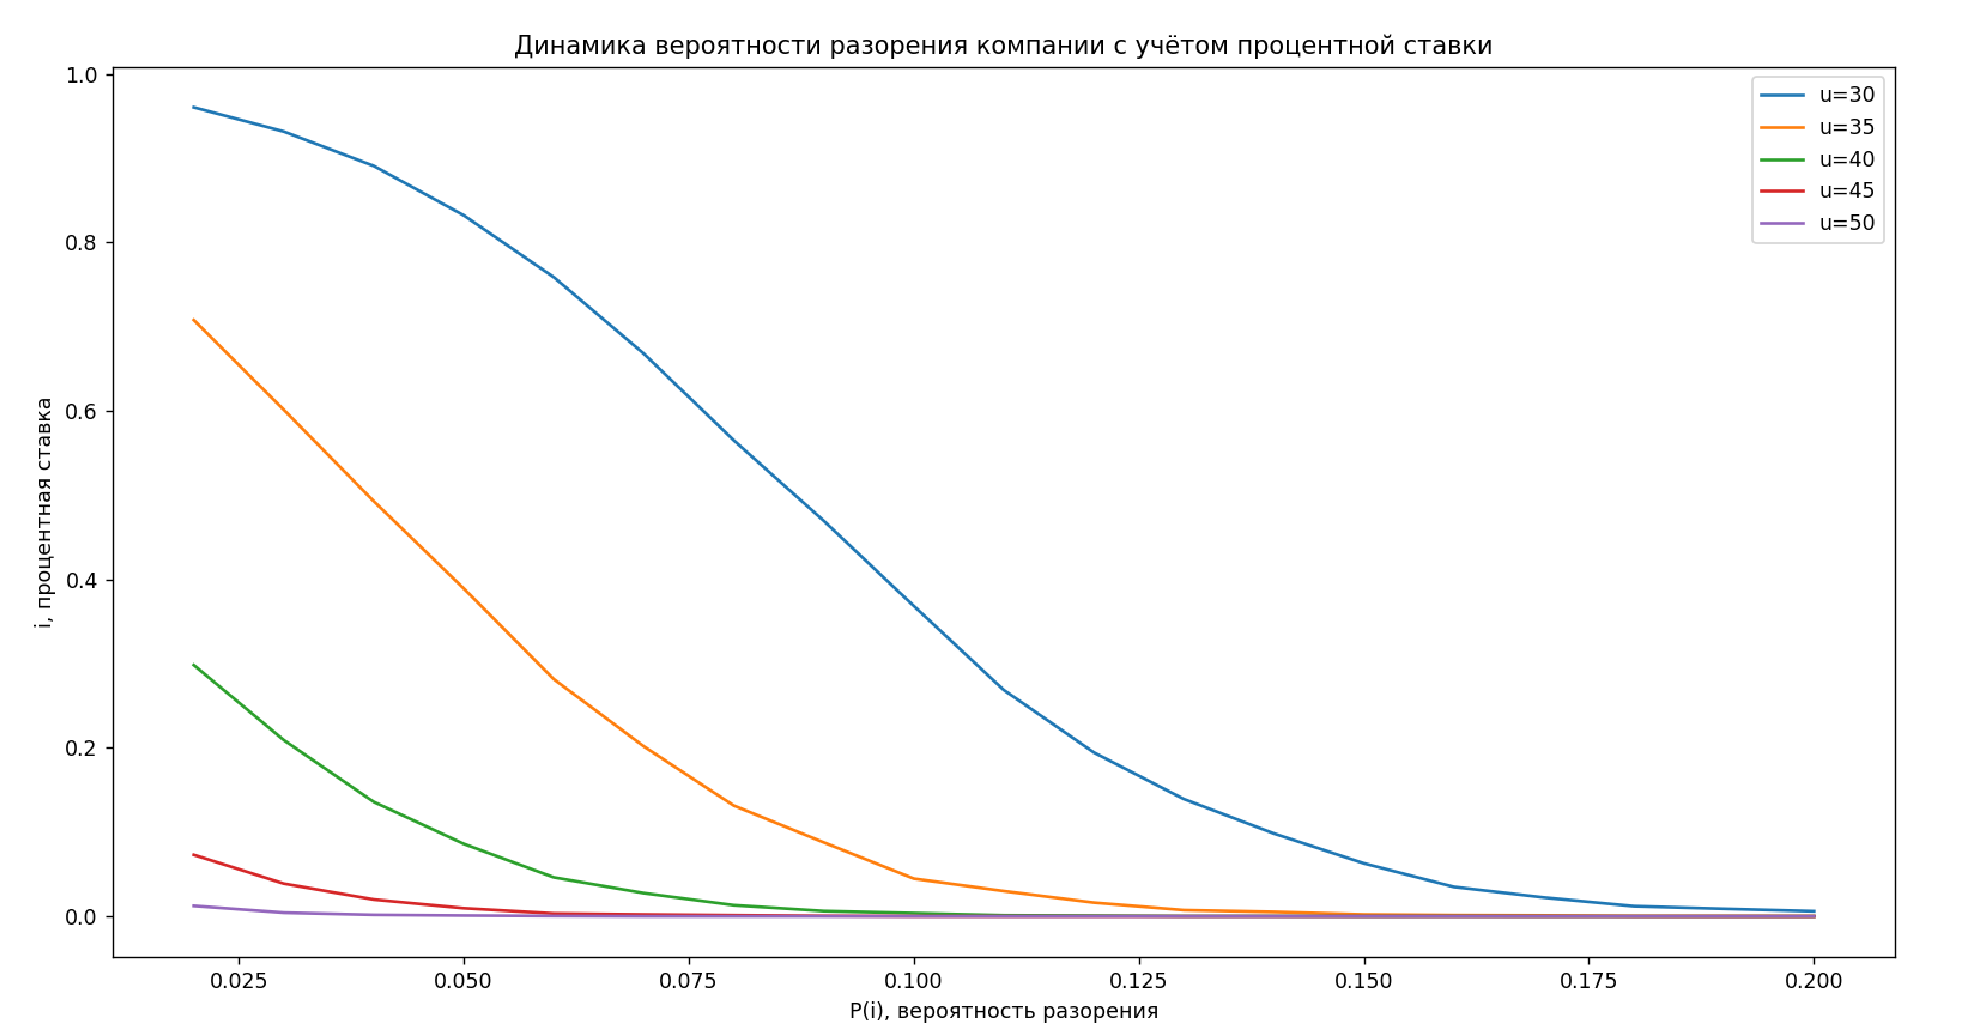 Динамика вероятности разорения компании с учётом процентной ставки
1.0
0.8
0.6
0.4
0.2
0.0
i, процентная ставка
u=30
u=35
u=40
u=45
u=50
0.025 0.050 0.075 0.100 0.125 0.150 0.175 0.200
P(i), вероятность разорения